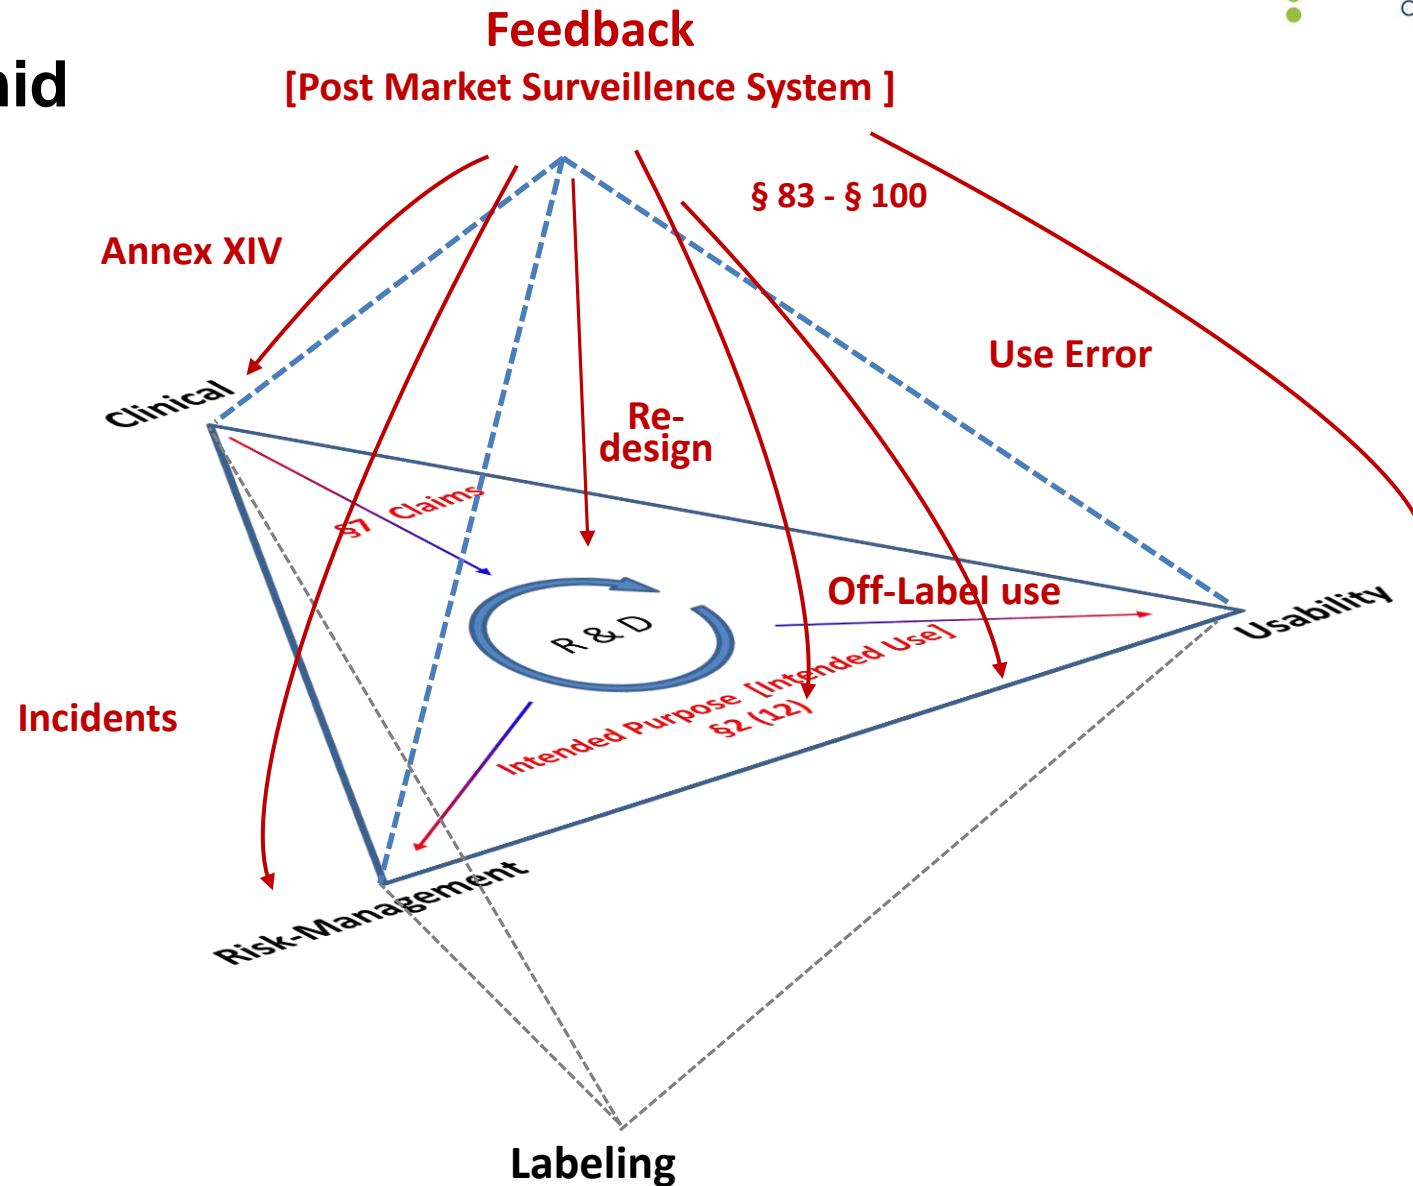 Feedback
nid
[Post Market Surveillence System ]
§ 83 - § 100
Annex XIV
Use Error
Clinical
Re-
design
§7 Claims
Off-Label use
R & D
Usability
Intended Purpose [Intended Use]
§2 (12)
Incidents
Risk-Management
Labeling